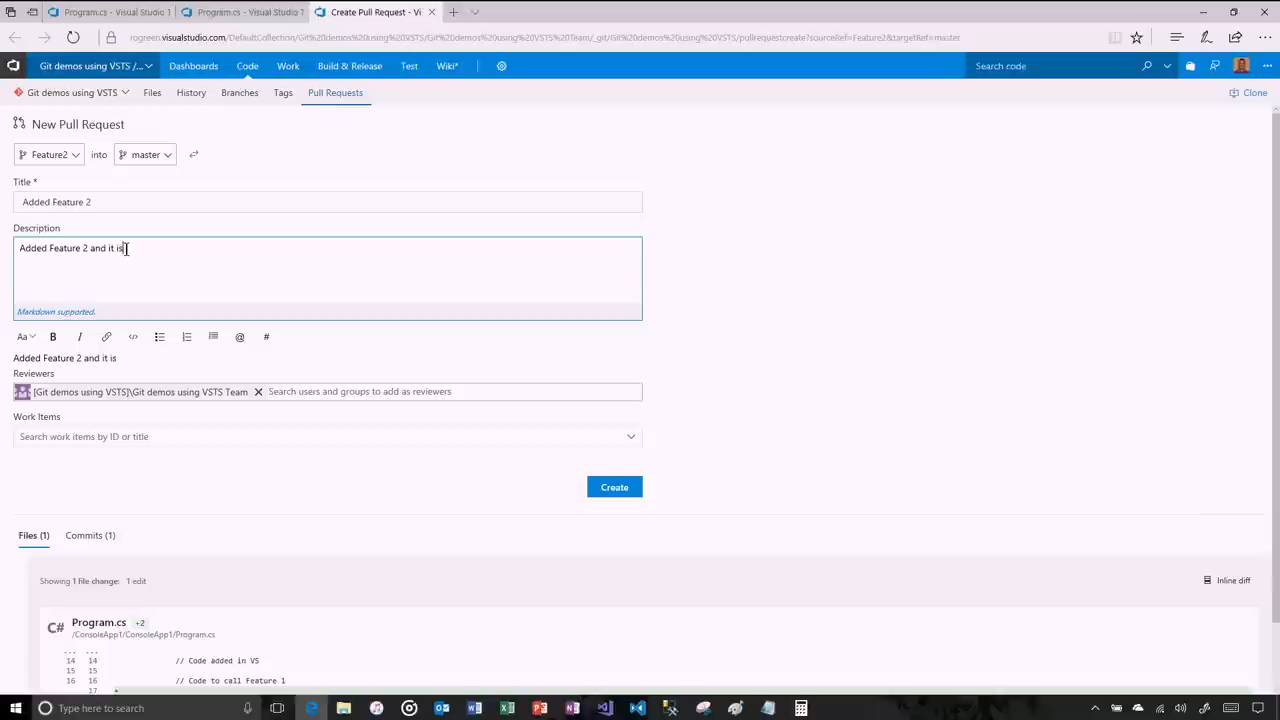 Program.cs - Visual Studio T
Program.cs - Visual Studio T
Create Pull Request - Vi
rogreen.visualstudio.com/DefaultCollection/Git%20demos%20using%20VSTS/Git%20demos%20using%20VSTS%20Team/_git/Git%20demos%20using%20VSTS/pullrequestcreate?sourceRef=Feature2&targetRef=master
Git demos using VSTS /...
Dashboards
Code
Work
Build & Release
Test
Wiki*
Search code
Git demos using VSTS
Files
History
Branches
Tags
Pull Requests
Clone
New Pull Request
Feature2 into master
Title *
Added Feature 2
Description
Added Feature 2 and it is
Markdown supported.
Aa B I @ #
Added Feature 2 and it is
Reviewers
[Git demos using VSTS]\Git demos using VSTS Team
Search users and groups to add as reviewers
Work Items
Search work items by ID or title
Create
Files (1)
Commits (1)
Showing 1 file change: 1 edit
Inline diff
C# Program.cs +2
/ConsoleApp1/ConsoleApp1/Program.cs
... ...
14 14 // Code added in VS
15 15
16 16 // Code to call Feature 1
17 +
Type here to search